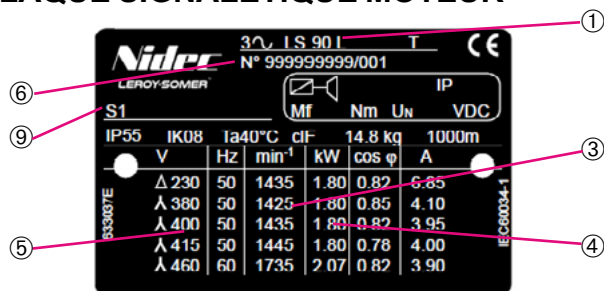 PLAQUE SIGNALÉTIQUE MOTEUR
①
3∿ LS 90 L T CE
Nidec
N° 999999999/001
⑥
LEROY-SOMER
IP
⑨
S1 Mf Nm UN VDC
IP55 IK08 Ta40°C clF 14.8 kg 1000m
V Hz min-1 kW cos φ A
③
Δ 230 50 1435 1.80 0.82 6.85
⅄ 380 50 1425 1.80 0.85 4.10
⑤
⅄ 400 50 1435 1.80 0.82 3.95
④
⅄ 415 50 1445 1.80 0.78 4.00
⅄ 460 60 1735 2.07 0.82 3.90
633037E
IEC60034-1